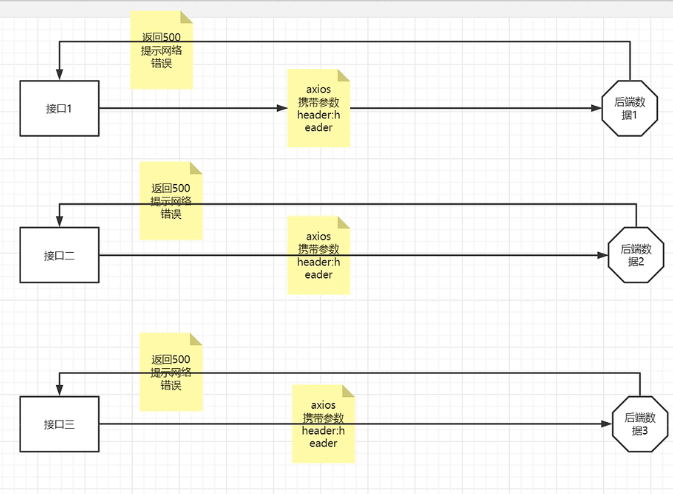 返回500
提示网络
错误
接口1
axios
携带参数
header:h
eader
后端数
据1
返回500
提示网络
错误
接口二
axios
携带参数
header:h
eader
后端数
据2
返回500
提示网络
错误
接口三
axios
携带参数
header:h
eader
后端数
据3